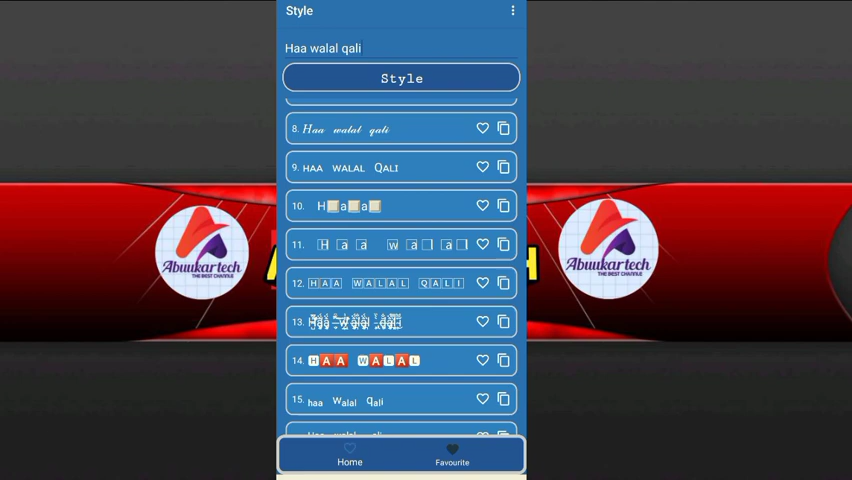 Style
Haa walal qali
Style
8. Haa walal qali
9. HAA WALAL QALI
10. H a a
11. H a a w a l a l
12. HAA WALAL QALI
13. Haa walal qali
14. HAA WALAL
15. haa walal qali
Home
Favourite
Abuukartech
THE BEST CHANNEL
Abuukartech
THE BEST CHANNEL